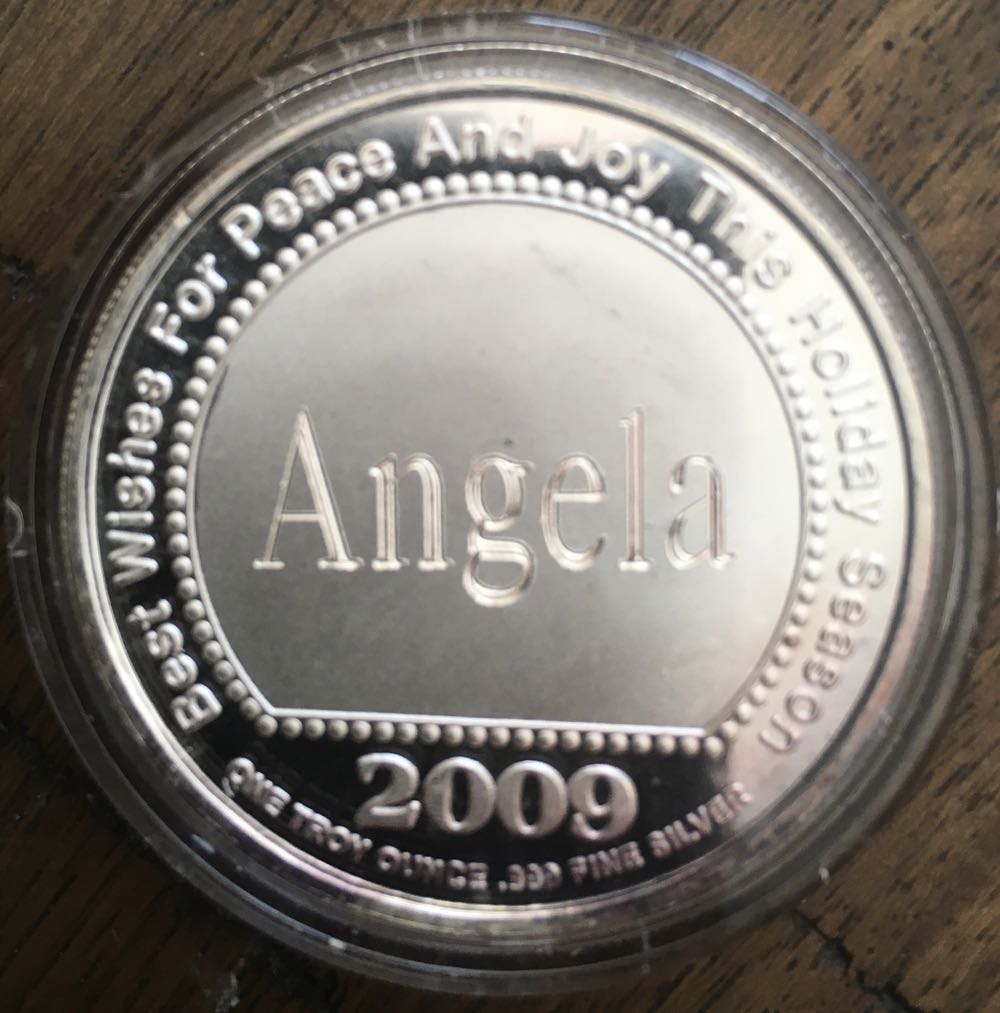 Best Wishes For Peace And Joy This Holiday Season
Angela
2009
ONE TROY OUNCE .999 FINE SILVER